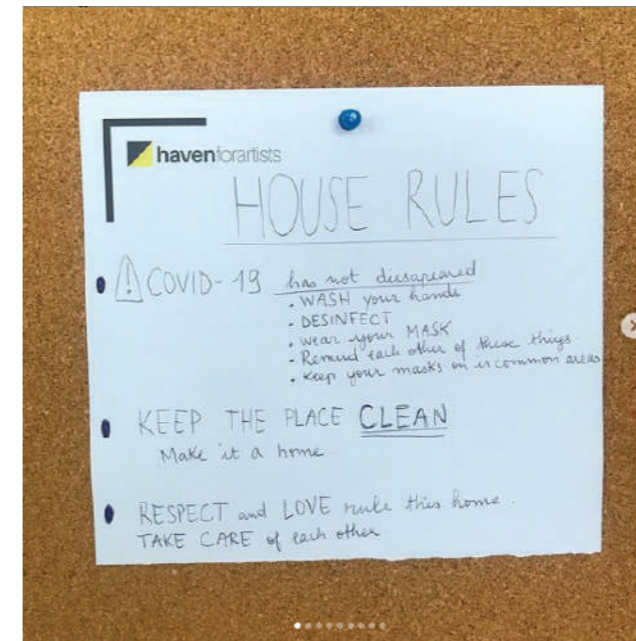 havenforartists
HOUSE RULES
⚠ COVID-19 has not dissapeared
• WASH your hands
• DESINFECT
• wear your MASK
• Remind each other of these things
• Keep your masks on in common areas
• KEEP THE PLACE CLEAN
Make it a home
• RESPECT and LOVE rule this home.
TAKE CARE of each other